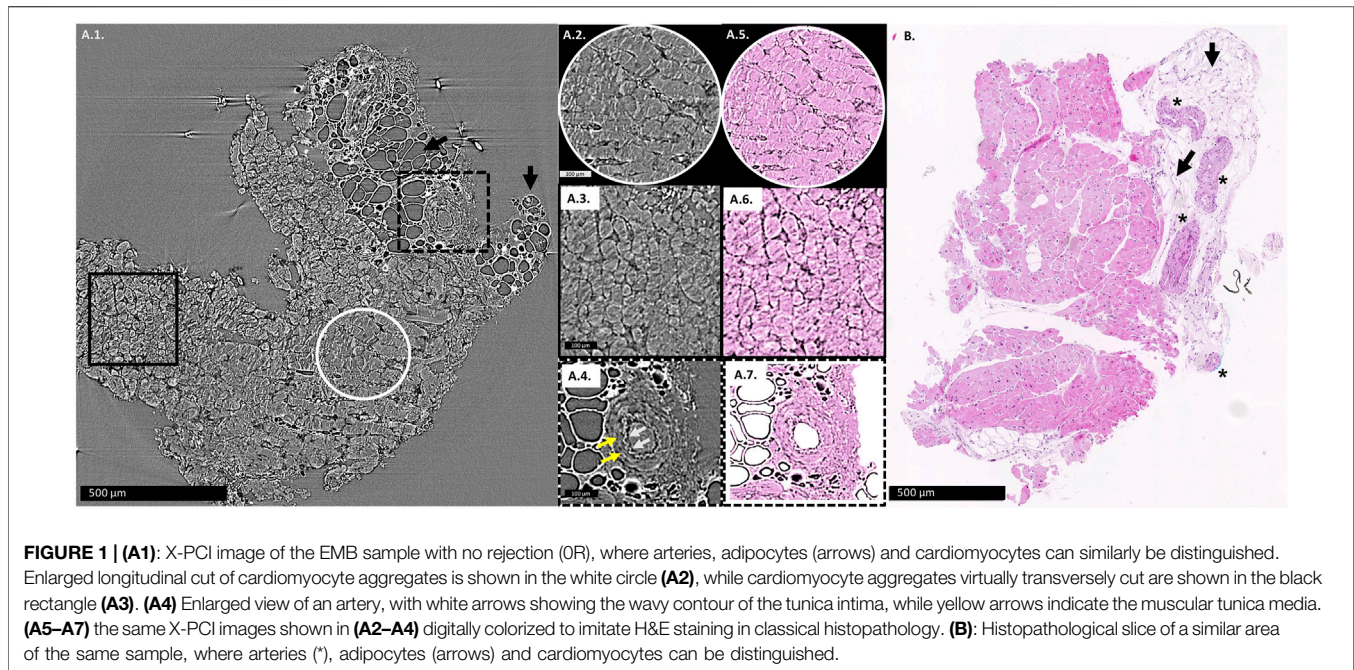 A.1.
A.2.
A.5.
B.
*
*
100 µm
A.3.
A.6.
*
100 µm
A.4.
A.7.
*
500 µm
100 µm
500 µm
FIGURE 1 | (A1): X-PCI image of the EMB sample with no rejection (0R), where arteries, adipocytes (arrows) and cardiomyocytes can similarly be distinguished.
Enlarged longitudinal cut of cardiomyocyte aggregates is shown in the white circle (A2), while cardiomyocyte aggregates virtually transversely cut are shown in the black
rectangle (A3). (A4) Enlarged view of an artery, with white arrows showing the wavy contour of the tunica intima, while yellow arrows indicate the muscular tunica media.
(A5–A7) the same X-PCI images shown in (A2–A4) digitally colorized to imitate H&E staining in classical histopathology. (B): Histopathological slice of a similar area
of the same sample, where arteries (*), adipocytes (arrows) and cardiomyocytes can be distinguished.